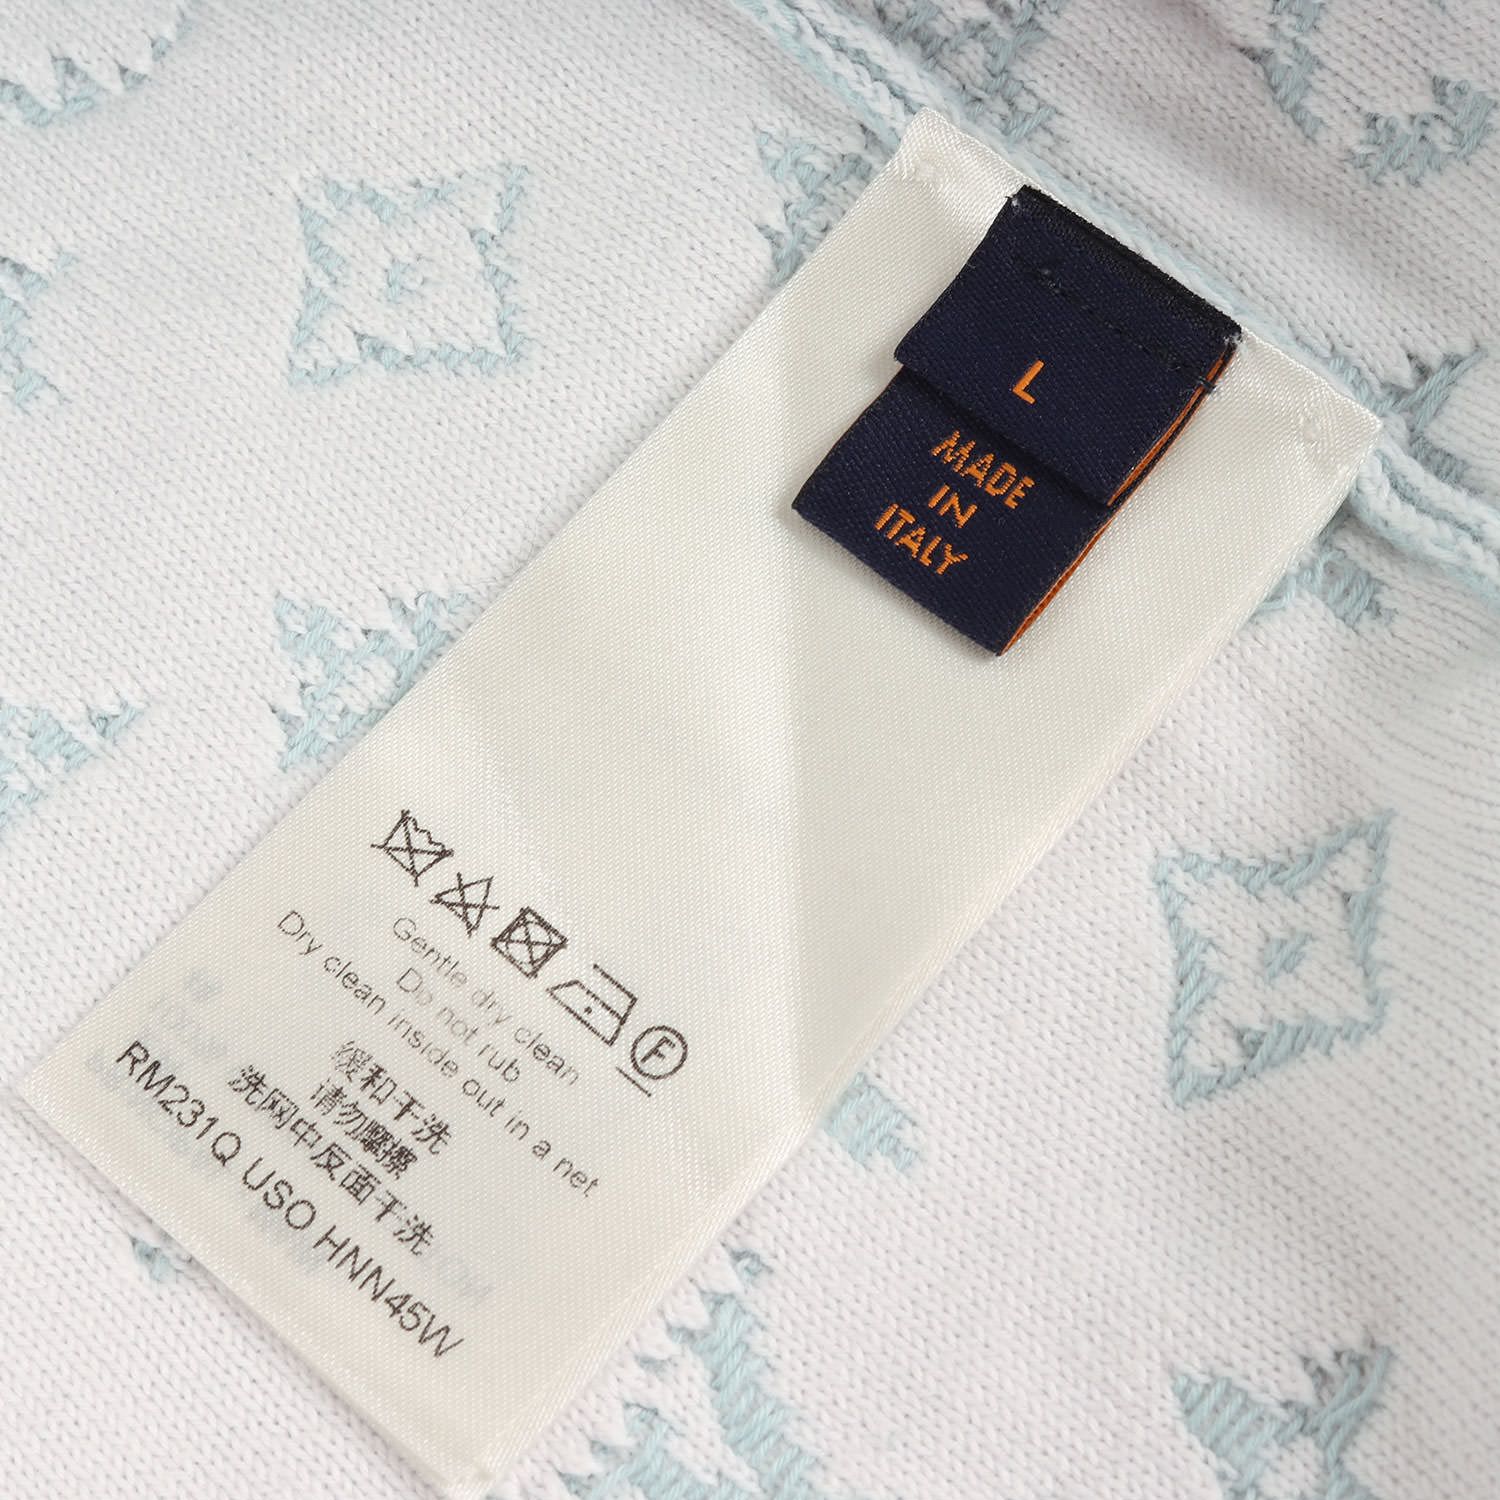 L
MADE
IN
ITALY
F
Gentle dry clean
Do not rub
Dry clean inside out in a net
缓和干洗
请勿摩擦
洗网中反面干洗
RM231Q USO HNN45W